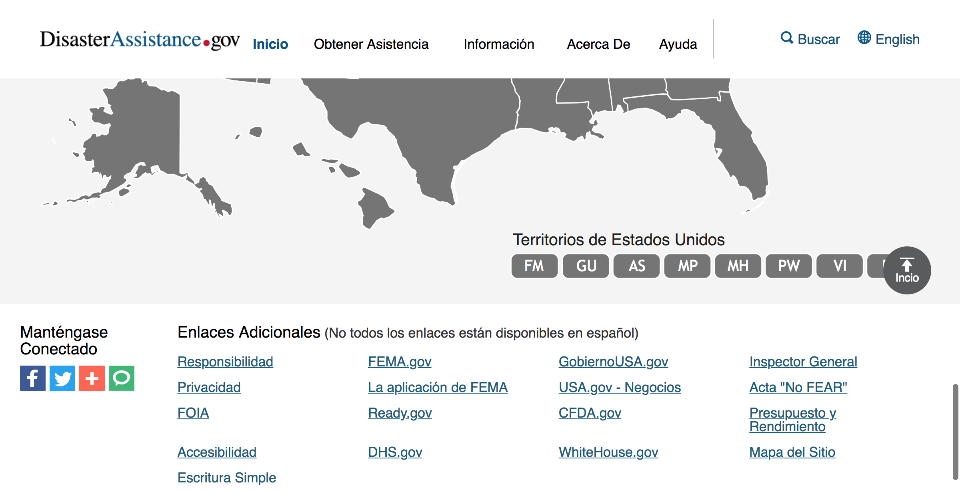 DisasterAssistance.gov
Inicio Obtener Asistencia Información Acerca De Ayuda Buscar English
Territorios de Estados Unidos
FM GU AS MP MH PW VI
Incio
Manténgase
Conectado
Enlaces Adicionales (No todos los enlaces están disponibles en español)
Responsibilidad FEMA.gov GobiernoUSA.gov Inspector General
Privacidad La aplicación de FEMA USA.gov - Negocios Acta "No FEAR"
FOIA Ready.gov CFDA.gov Presupuesto y
Rendimiento
Accesibilidad DHS.gov WhiteHouse.gov Mapa del Sitio
Escritura Simple